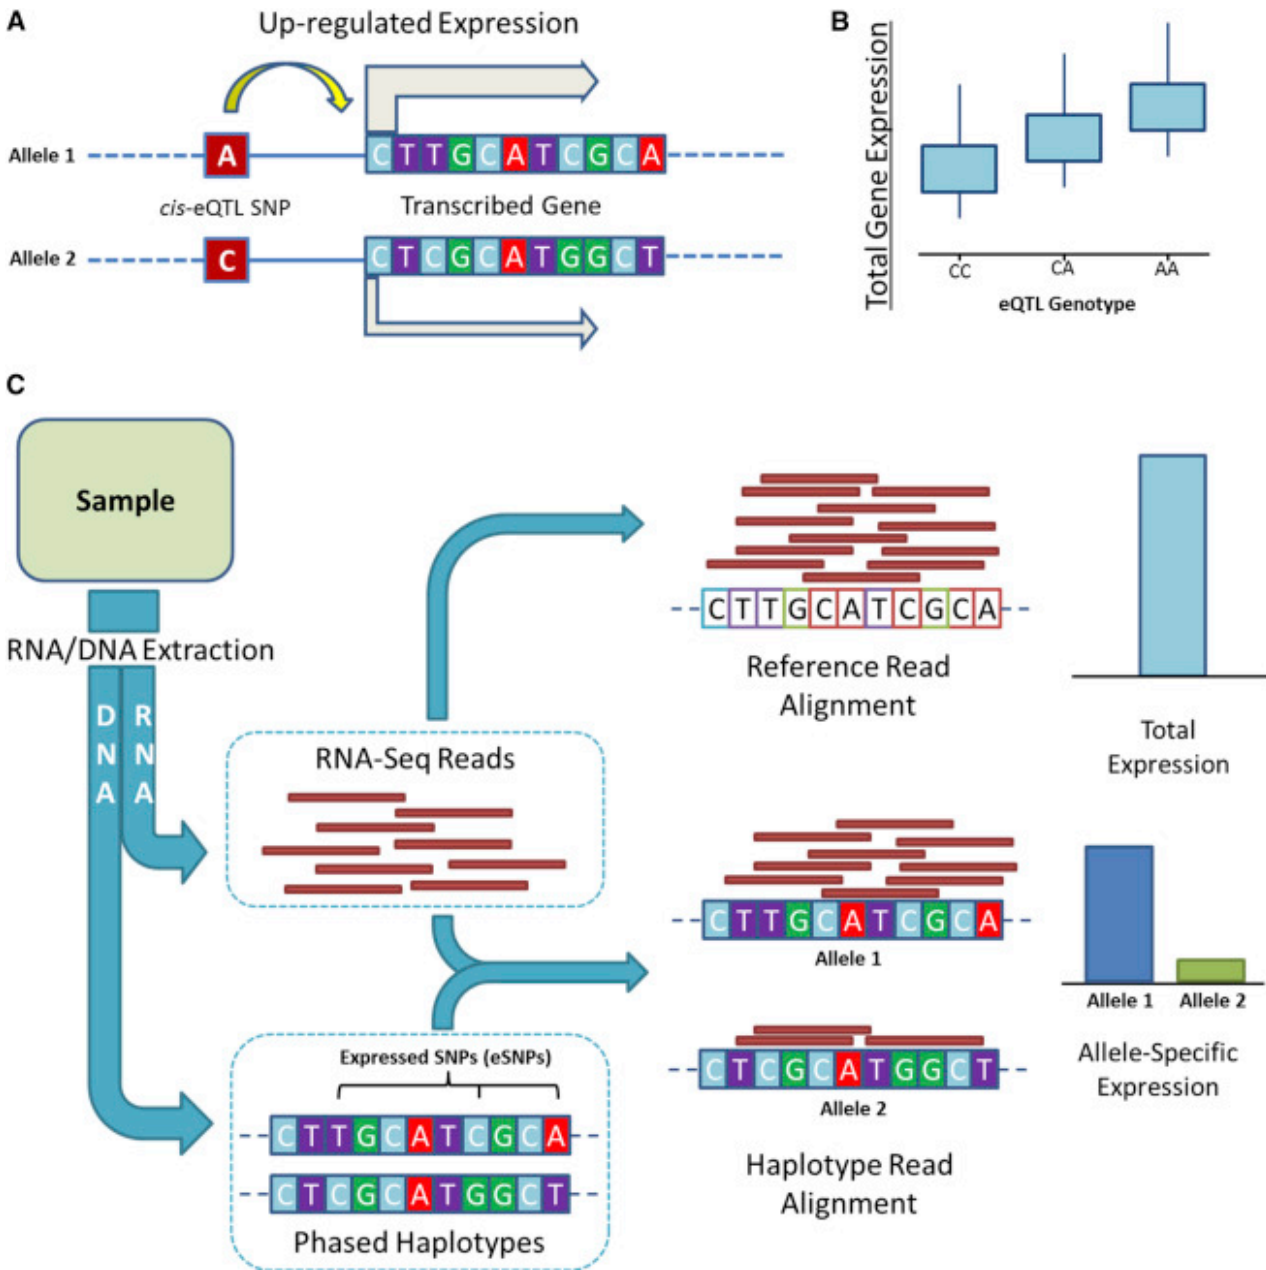 A
Up-regulated Expression
Allele 1
A
C T T G C A T C G C A
cis-eQTL SNP
Transcribed Gene
Allele 2
C
C T C G C A T G G C T
B
Total Gene Expression
CC
CA
AA
eQTL Genotype
C
Sample
RNA/DNA Extraction
DNA
RNA
RNA-Seq Reads
C T T G C A T C G C A
Reference Read
Alignment
Total
Expression
Expressed SNPs (eSNPs)
C T T G C A T C G C A
C T C G C A T G G C T
Phased Haplotypes
C T T G C A T C G C A
Allele 1
C T C G C A T G G C T
Allele 2
Haplotype Read
Alignment
Allele 1
Allele 2
Allele-Specific
Expression